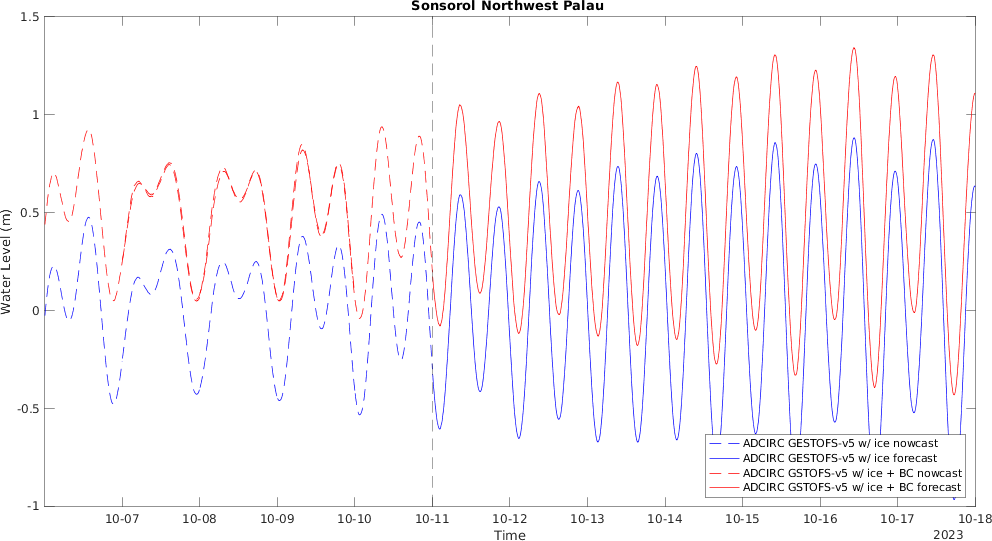 Sonsorol Northwest Palau
1.5
1
0.5
0
-0.5
-1
Water Level (m)
ADCIRC GESTOFS-v5 w/ ice nowcast
ADCIRC GESTOFS-v5 w/ ice forecast
ADCIRC GSTOFS-v5 w/ ice + BC nowcast
ADCIRC GSTOFS-v5 w/ ice + BC forecast
10-07 10-08 10-09 10-10 10-11 10-12 10-13 10-14 10-15 10-16 10-17 10-18
Time
2023